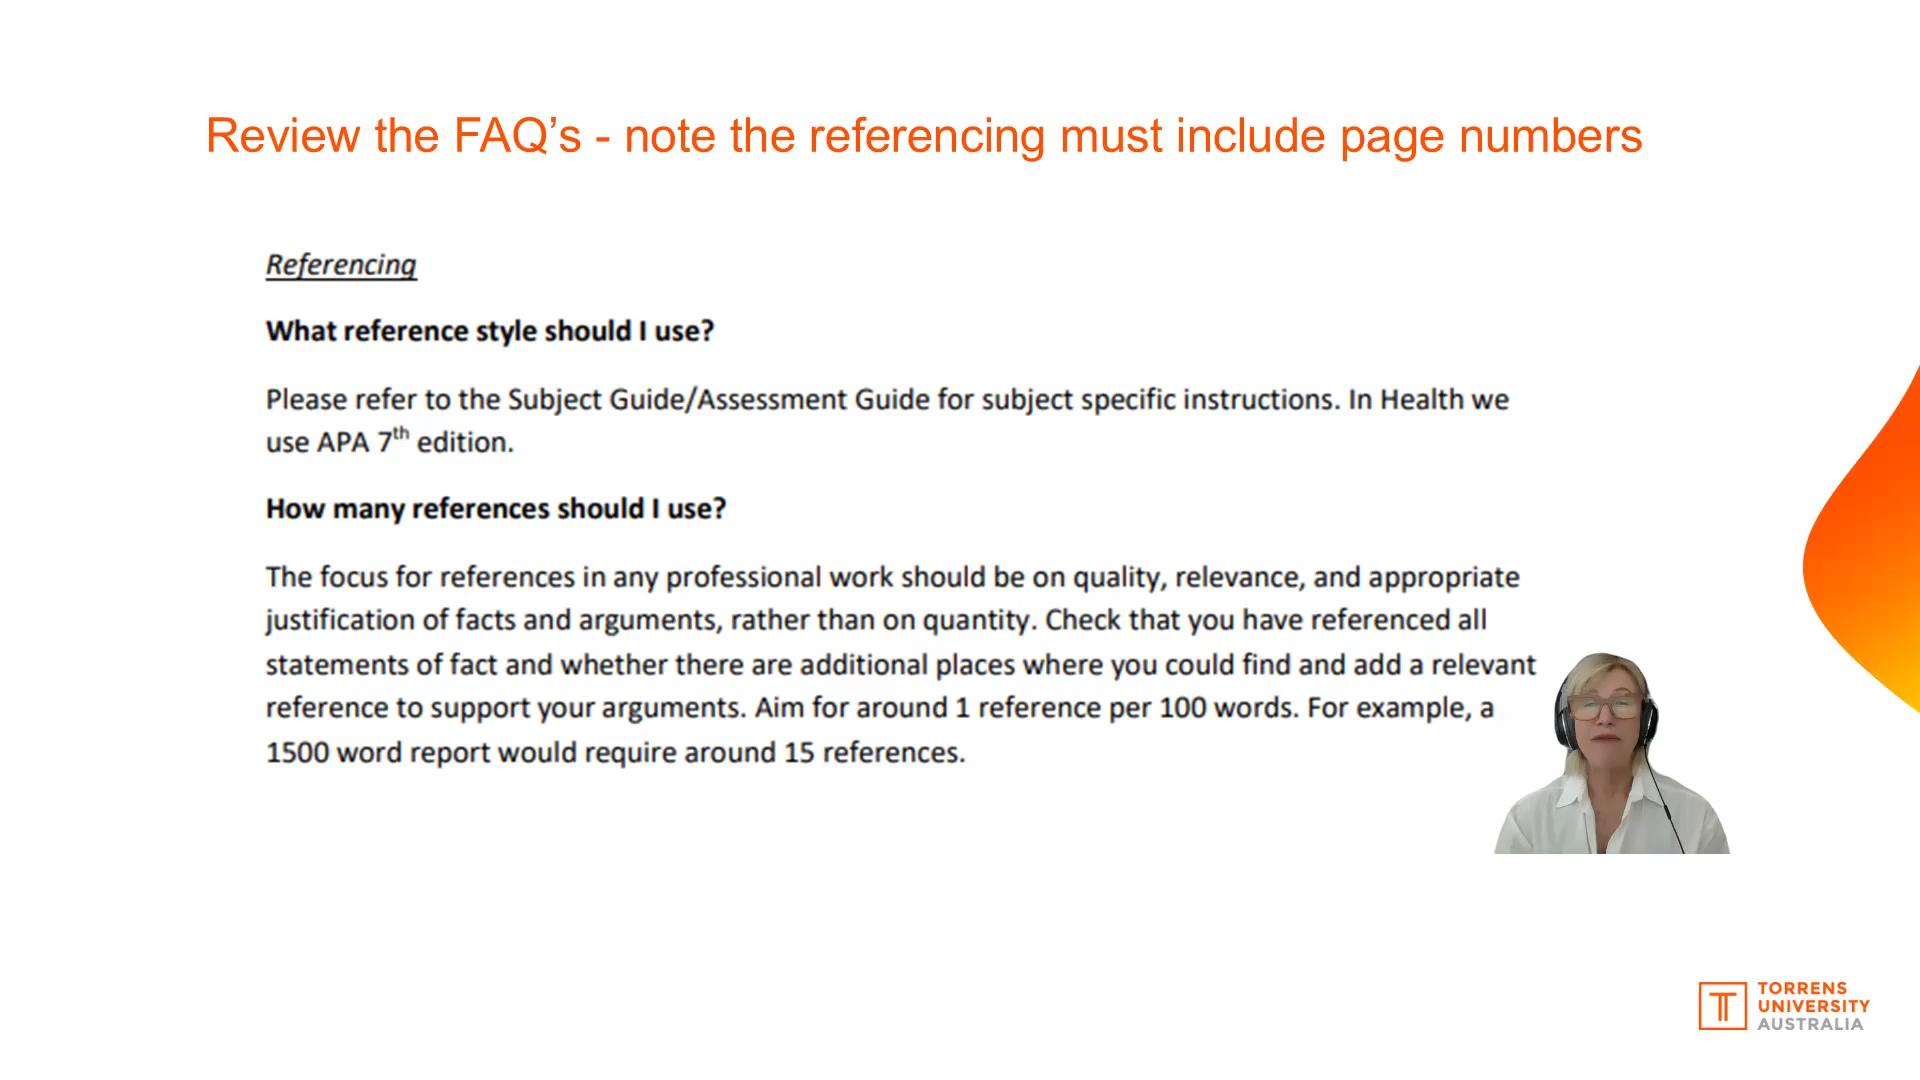 Review the FAQ’s - note the referencing must include page numbers
Referencing
What reference style should I use?
Please refer to the Subject Guide/Assessment Guide for subject specific instructions. In Health we
use APA 7th edition.
How many references should I use?
The focus for references in any professional work should be on quality, relevance, and appropriate
justification of facts and arguments, rather than on quantity. Check that you have referenced all
statements of fact and whether there are additional places where you could find and add a relevant
reference to support your arguments. Aim for around 1 reference per 100 words. For example, a
1500 word report would require around 15 references.
TORRENS
UNIVERSITY
AUSTRALIA